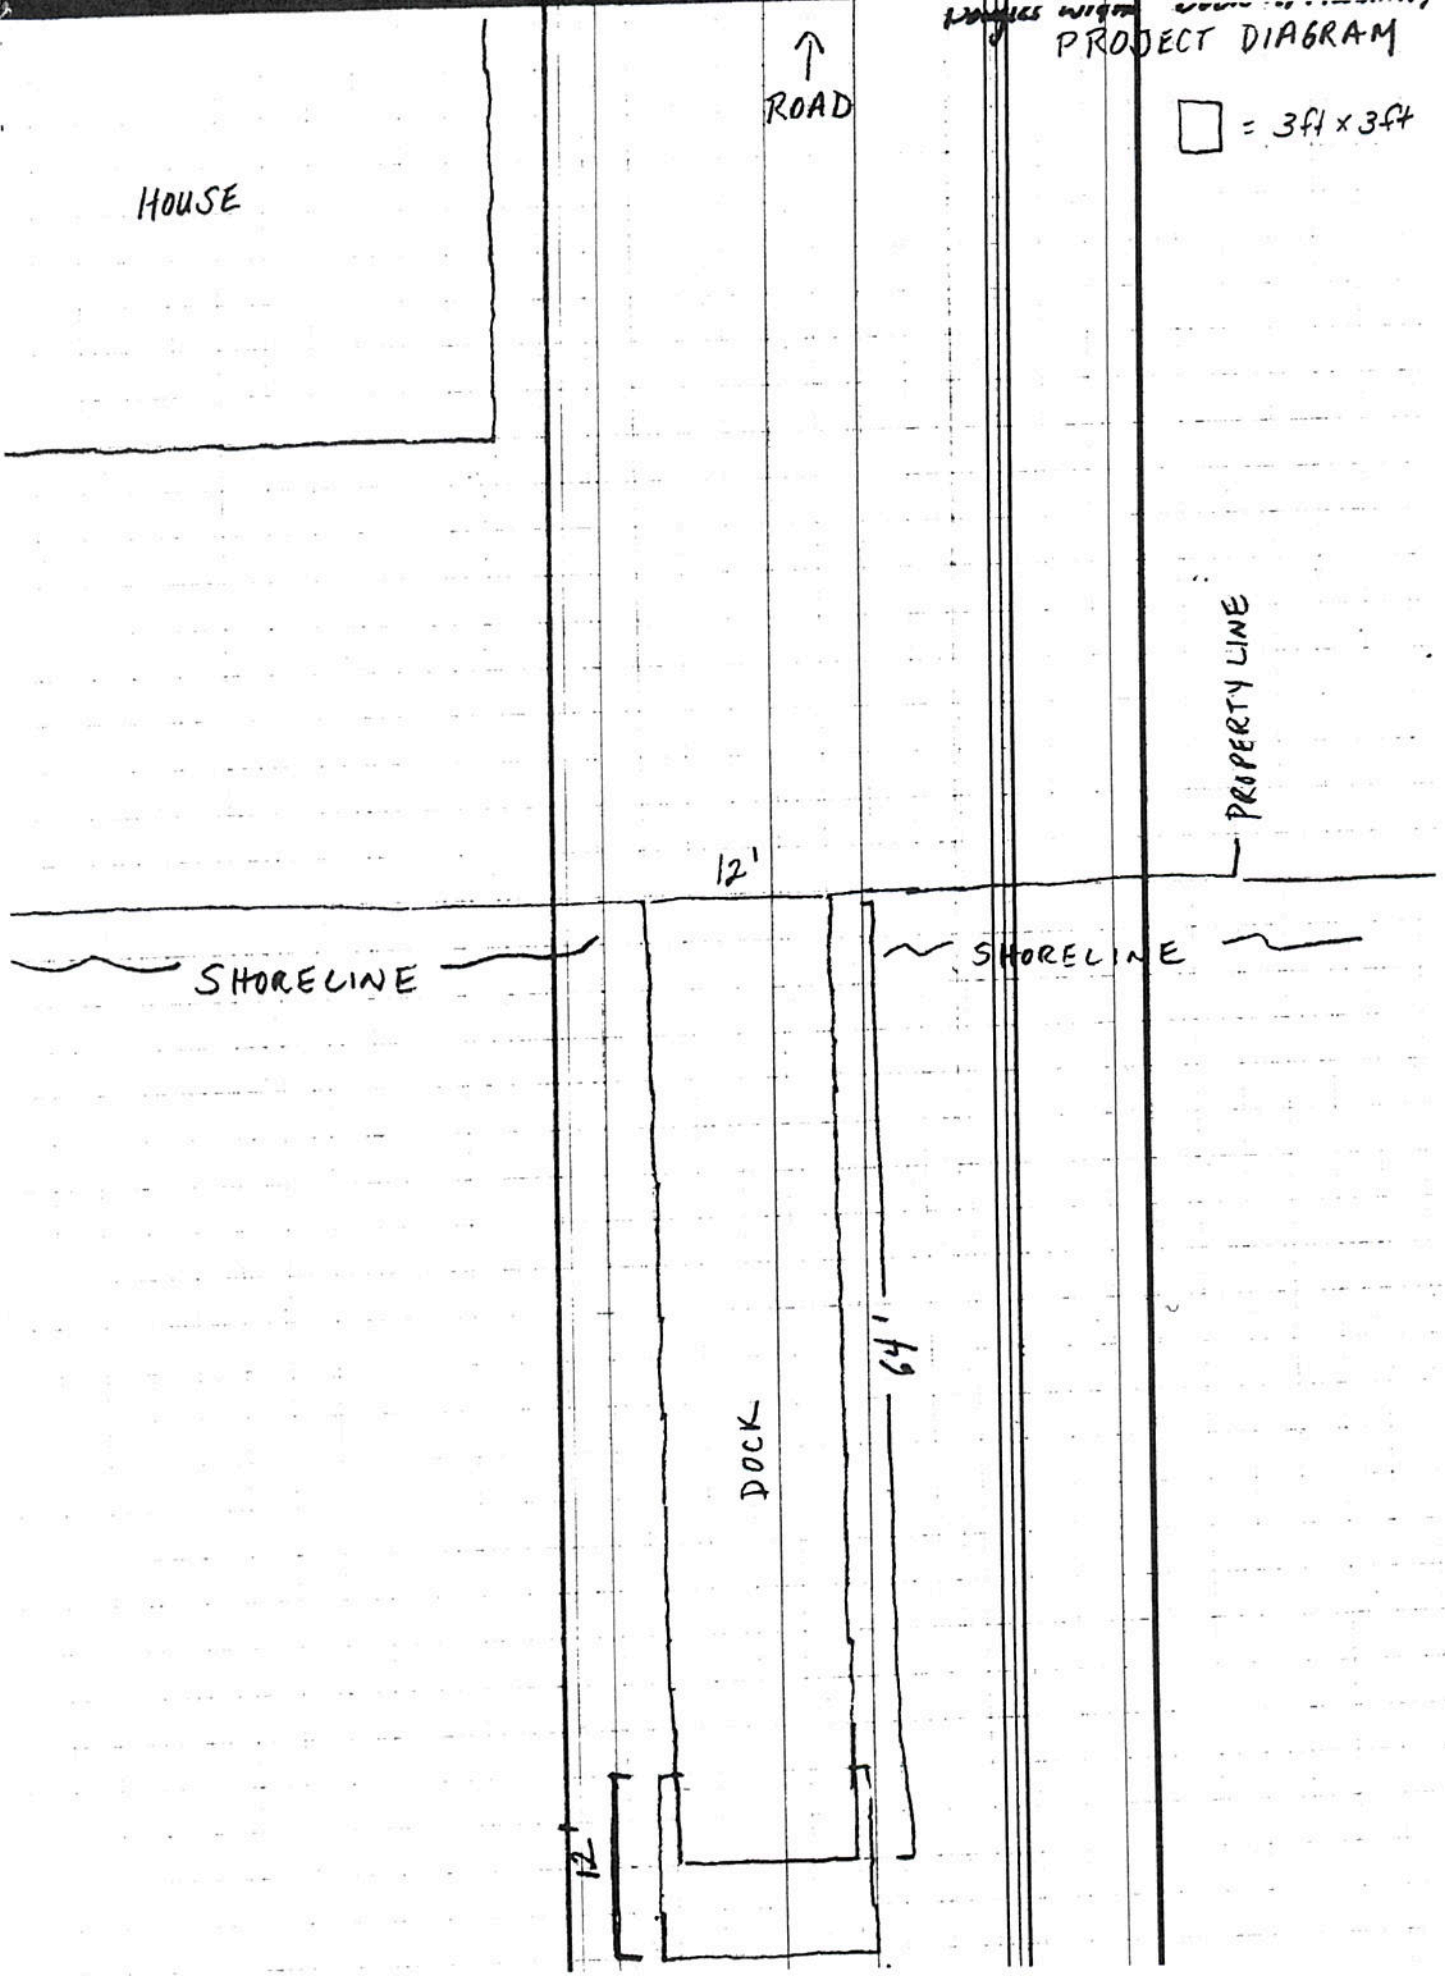 PROJECT DIAGRAM
↑
ROAD
= 3ft × 3ft
HOUSE
PROPERTY LINE
12'
SHORELINE
SHORELINE
64'
DOCK
12'